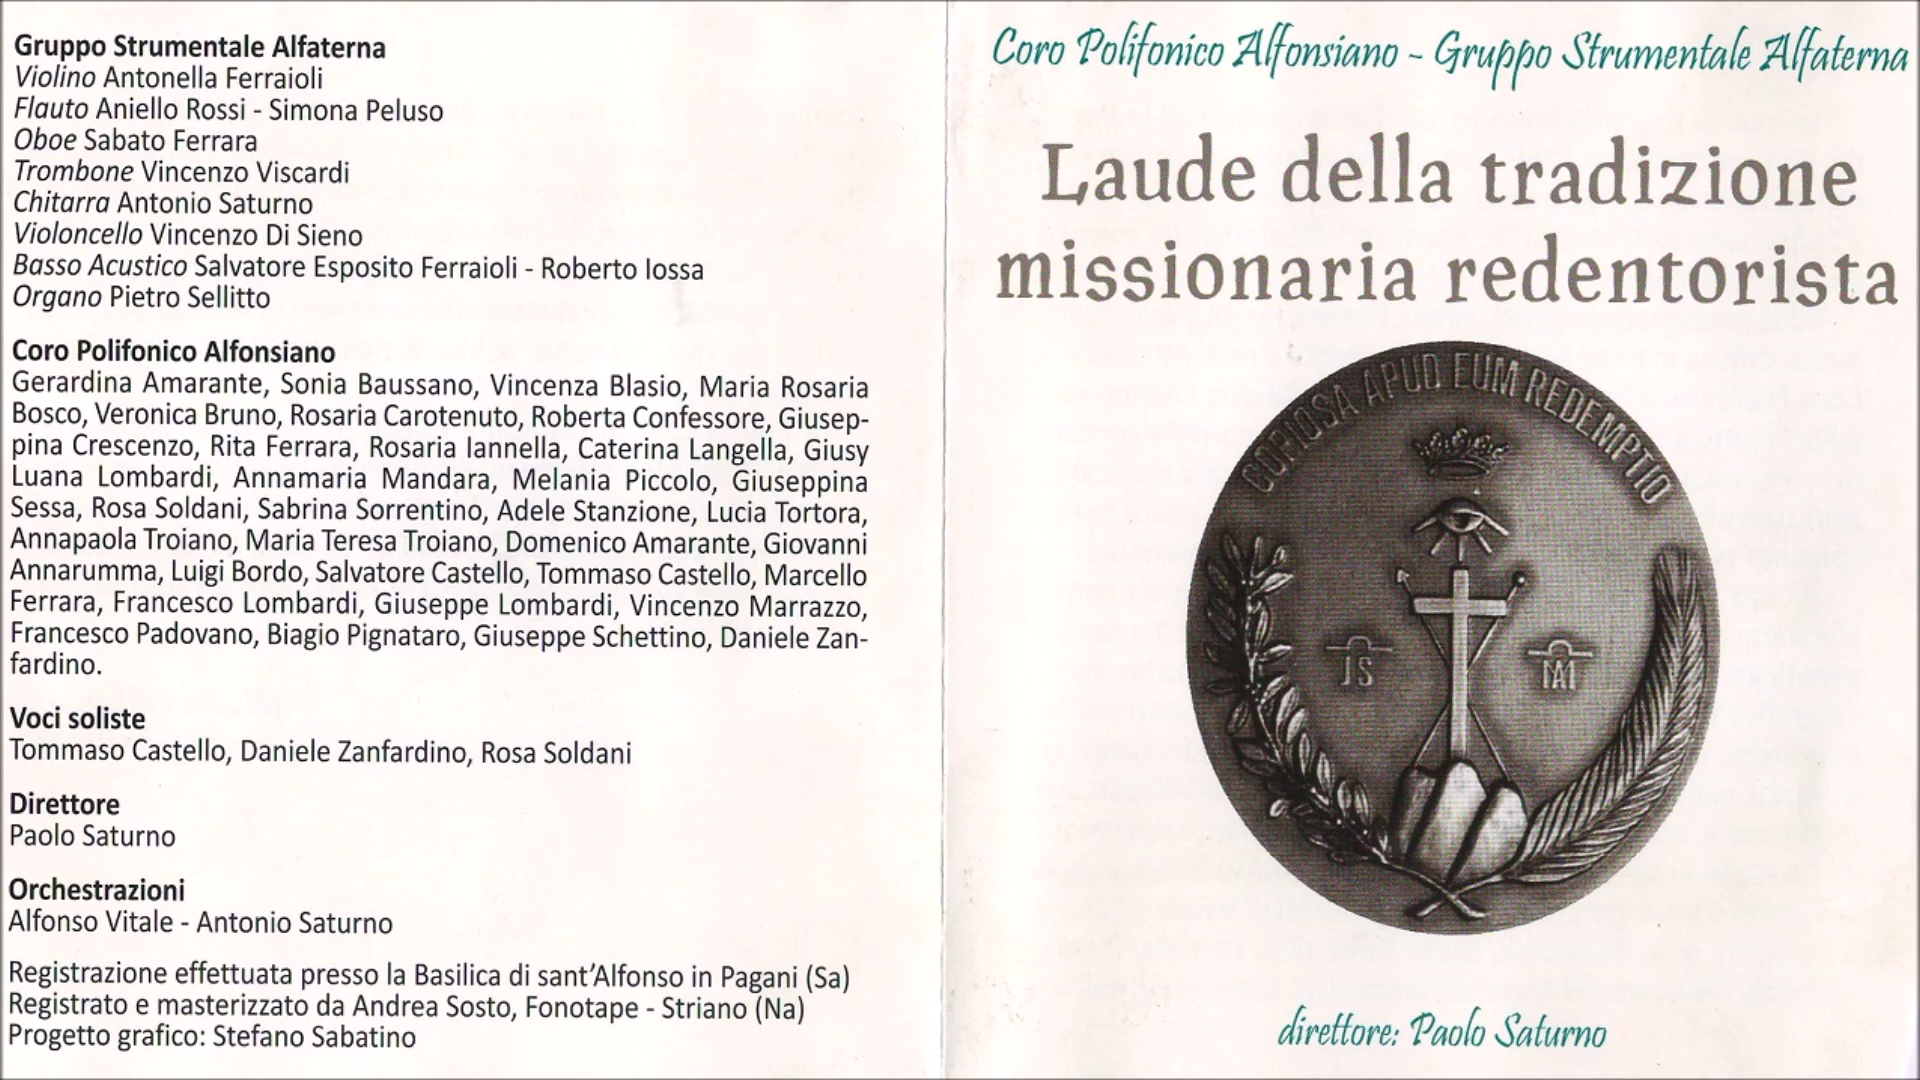 Gruppo Strumentale Alfaterna
Violino Antonella Ferraioli
Flauto Aniello Rossi - Simona Peluso
Oboe Sabato Ferrara
Trombone Vincenzo Viscardi
Chitarra Antonio Saturno
Violoncello Vincenzo Di Sieno
Basso Acustico Salvatore Esposito Ferraioli - Roberto Iossa
Organo Pietro Sellitto
Coro Polifonico Alfonsiano
Gerardina Amarante, Sonia Baussano, Vincenza Blasio, Maria Rosaria
Bosco, Veronica Bruno, Rosaria Carotenuto, Roberta Confessore, Giusep-
pina Crescenzo, Rita Ferrara, Rosaria Iannella, Caterina Langella, Giusy
Luana Lombardi, Annamaria Mandara, Melania Piccolo, Giuseppina
Sessa, Rosa Soldani, Sabrina Sorrentino, Adele Stanzione, Lucia Tortora,
Annapaola Troiano, Maria Teresa Troiano, Domenico Amarante, Giovanni
Annarumma, Luigi Bordo, Salvatore Castello, Tommaso Castello, Marcello
Ferrara, Francesco Lombardi, Giuseppe Lombardi, Vincenzo Marrazzo,
Francesco Padovano, Biagio Pignataro, Giuseppe Schettino, Daniele Zan-
fardino.
Voci soliste
Tommaso Castello, Daniele Zanfardino, Rosa Soldani
Direttore
Paolo Saturno
Orchestrazioni
Alfonso Vitale - Antonio Saturno
Registrazione effettuata presso la Basilica di sant'Alfonso in Pagani (Sa)
Registrato e masterizzato da Andrea Sosto, Fonotape - Striano (Na)
Progetto grafico: Stefano Sabatino
Coro Polifonico Alfonsiano - Gruppo Strumentale Alfaterna
Laude della tradizione
missionaria redentorista
COPIOSA APUD EUM REDEMPTIO
JS
MA
direttore: Paolo Saturno